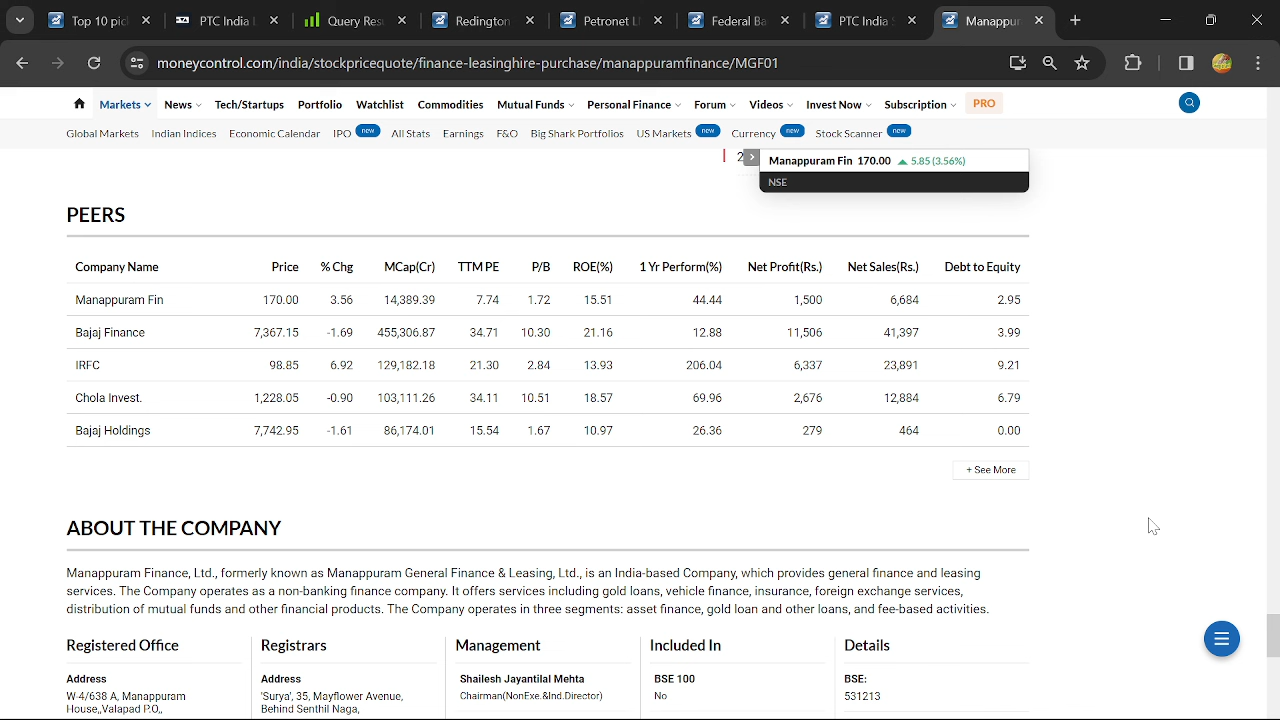 Top 10 picl
PTC India
Query Res
Redington
Petronet L
Federal Ba
PTC India
Manappur
moneycontrol.com/india/stockpricequote/finance-leasing/hire-purchase/manappuramfinance/MGF01
Markets News Tech/Startups Portfolio Watchlist Commodities Mutual Funds Personal Finance Forum Videos Invest Now Subscription PRO
Global Markets Indian Indices Economic Calendar IPO new All Stats Earnings F&O Big Shark Portfolios US Markets new Currency new Stock Scanner new
2
Manappuram Fin 170.00 5.85 (3.56%)
NSE
PEERS
Company Name Price % Chg MCap(Cr) TTM PE P/B ROE(%) 1 Yr Perform(%) Net Profit(Rs.) Net Sales(Rs.) Debt to Equity
Manappuram Fin 170.00 3.56 14,389.39 7.74 1.72 15.51 44.44 1,500 6,684 2.95
Bajaj Finance 7,367.15 -1.69 455,306.87 34.71 10.30 21.16 12.88 11,506 41,397 3.99
IRFC 98.85 6.92 129,182.18 21.30 2.84 13.93 206.04 6,337 23,891 9.21
Chola Invest. 1,228.05 -0.90 103,111.26 34.11 10.51 18.57 69.96 2,676 12,884 6.79
Bajaj Holdings 7,742.95 -1.61 86,174.01 15.54 1.67 10.97 26.36 279 464 0.00
+ See More
ABOUT THE COMPANY
Manappuram Finance, Ltd., formerly known as Manappuram General Finance & Leasing, Ltd., is an India-based Company, which provides general finance and leasing
services. The Company operates as a non-banking finance company. It offers services including gold loans, vehicle finance, insurance, foreign exchange services,
distribution of mutual funds and other financial products. The Company operates in three segments: asset finance, gold loan and other loans, and fee-based activities.
Registered Office Registrars Management Included In Details
Address Address Shailesh Jayantilal Mehta BSE 100 BSE:
W-4/638 A, Manappuram 'Surya', 35, Mayflower Avenue, Chairman(NonExe.&Ind.Director) No 531213
House,,Valapad P.O,, Behind Senthil Naga,